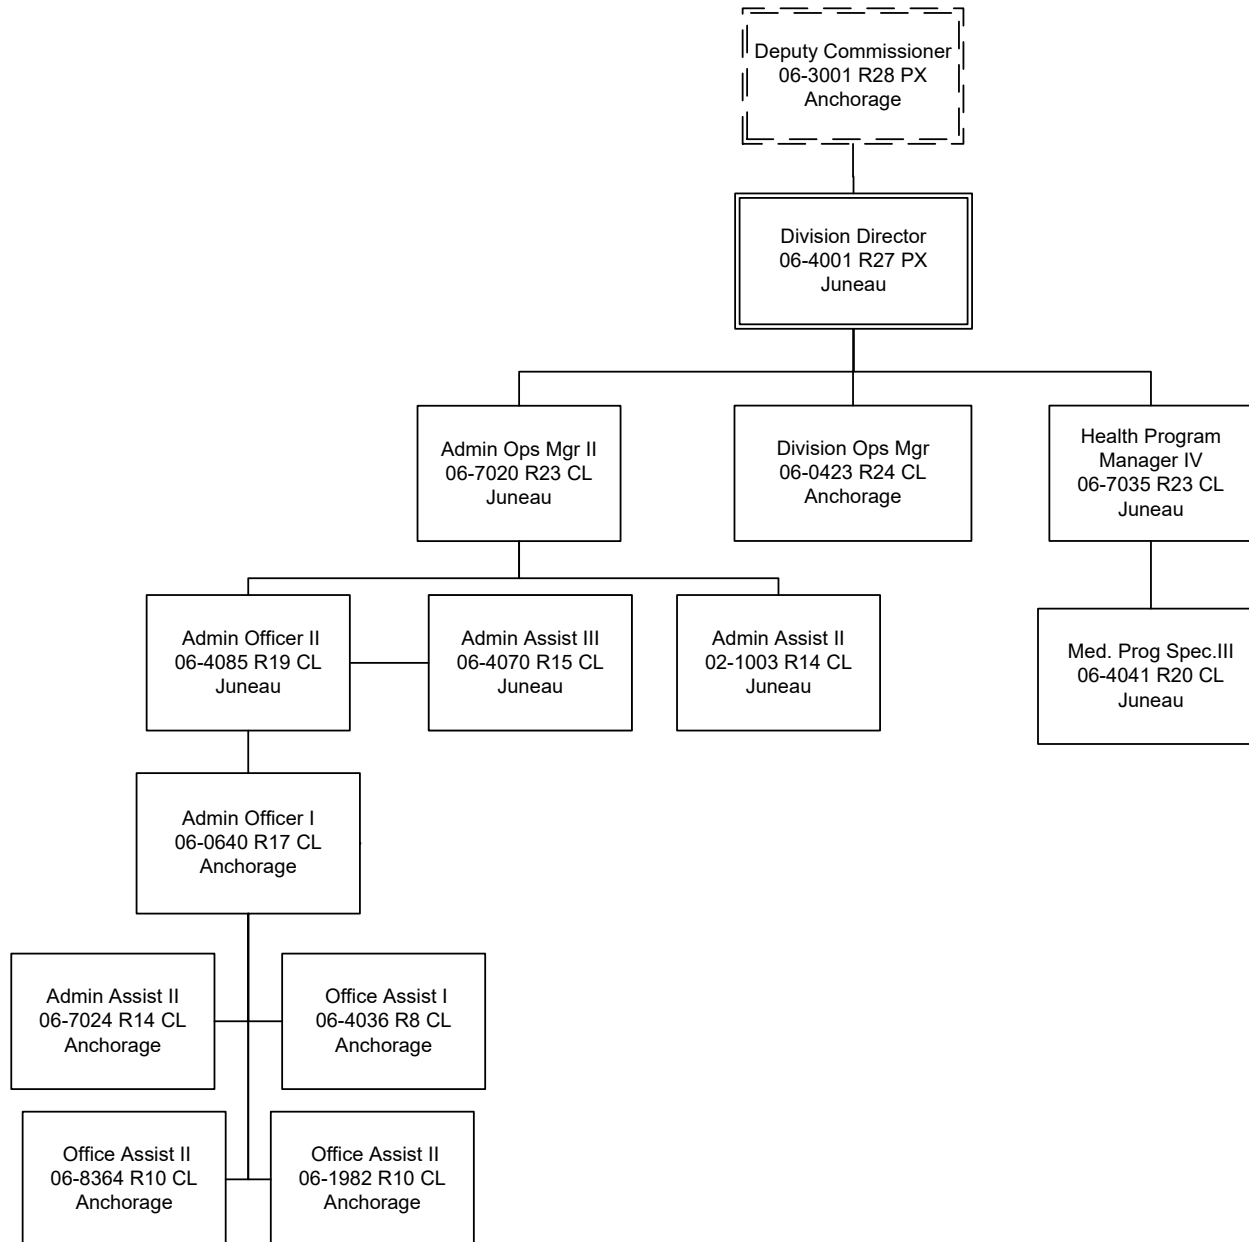 Deputy Commissioner
06-3001 R28 PX
Anchorage
Division Director
06-4001 R27 PX
Juneau
Admin Ops Mgr II
06-7020 R23 CL
Juneau
Division Ops Mgr
06-0423 R24 CL
Anchorage
Health Program
Manager IV
06-7035 R23 CL
Juneau
Admin Officer II
06-4085 R19 CL
Juneau
Admin Assist III
06-4070 R15 CL
Juneau
Admin Assist II
02-1003 R14 CL
Juneau
Med. Prog Spec.III
06-4041 R20 CL
Juneau
Admin Officer I
06-0640 R17 CL
Anchorage
Admin Assist II
06-7024 R14 CL
Anchorage
Office Assist I
06-4036 R8 CL
Anchorage
Office Assist II
06-8364 R10 CL
Anchorage
Office Assist II
06-1982 R10 CL
Anchorage